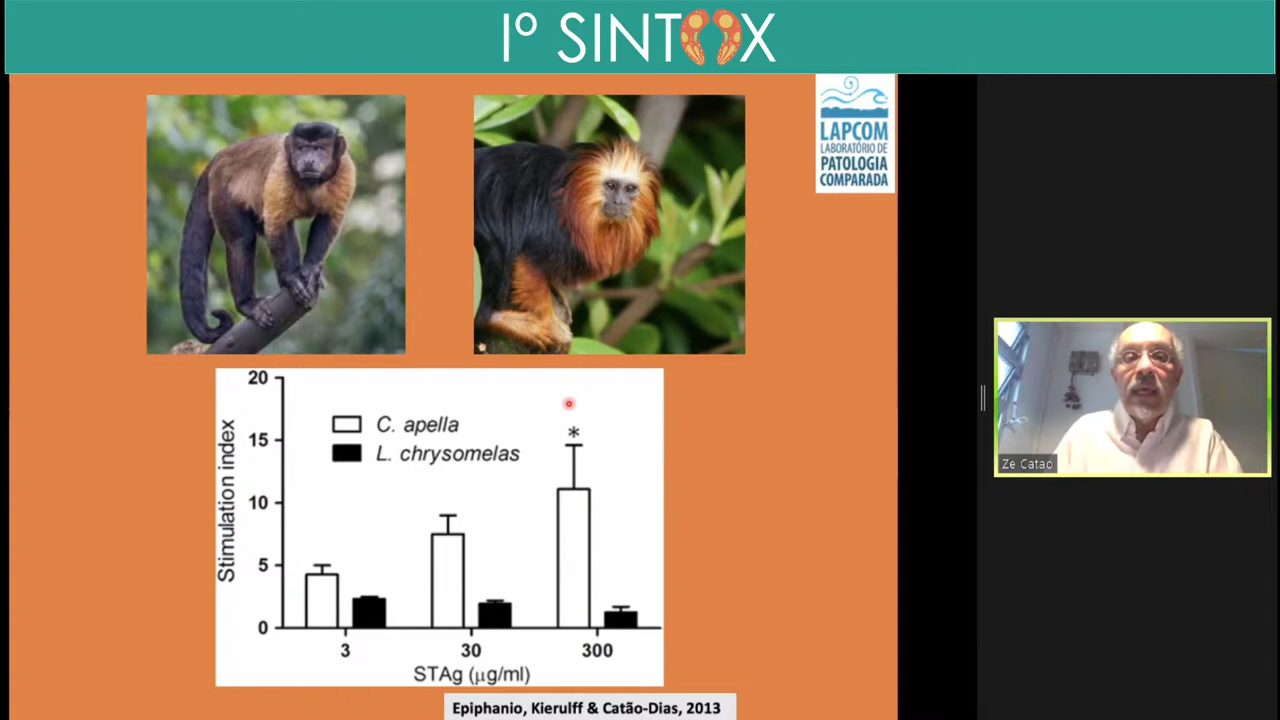 I° SINTOX
LAPCOM
LABORATÓRIO DE
PATOLOGIA
COMPARADA
20
15
10
5
0
Stimulation index
C. apella
L. chrysomelas
*
3 30 300
STAg (µg/ml)
Epiphanio, Kierulff & Catão-Dias, 2013
Ze Catao